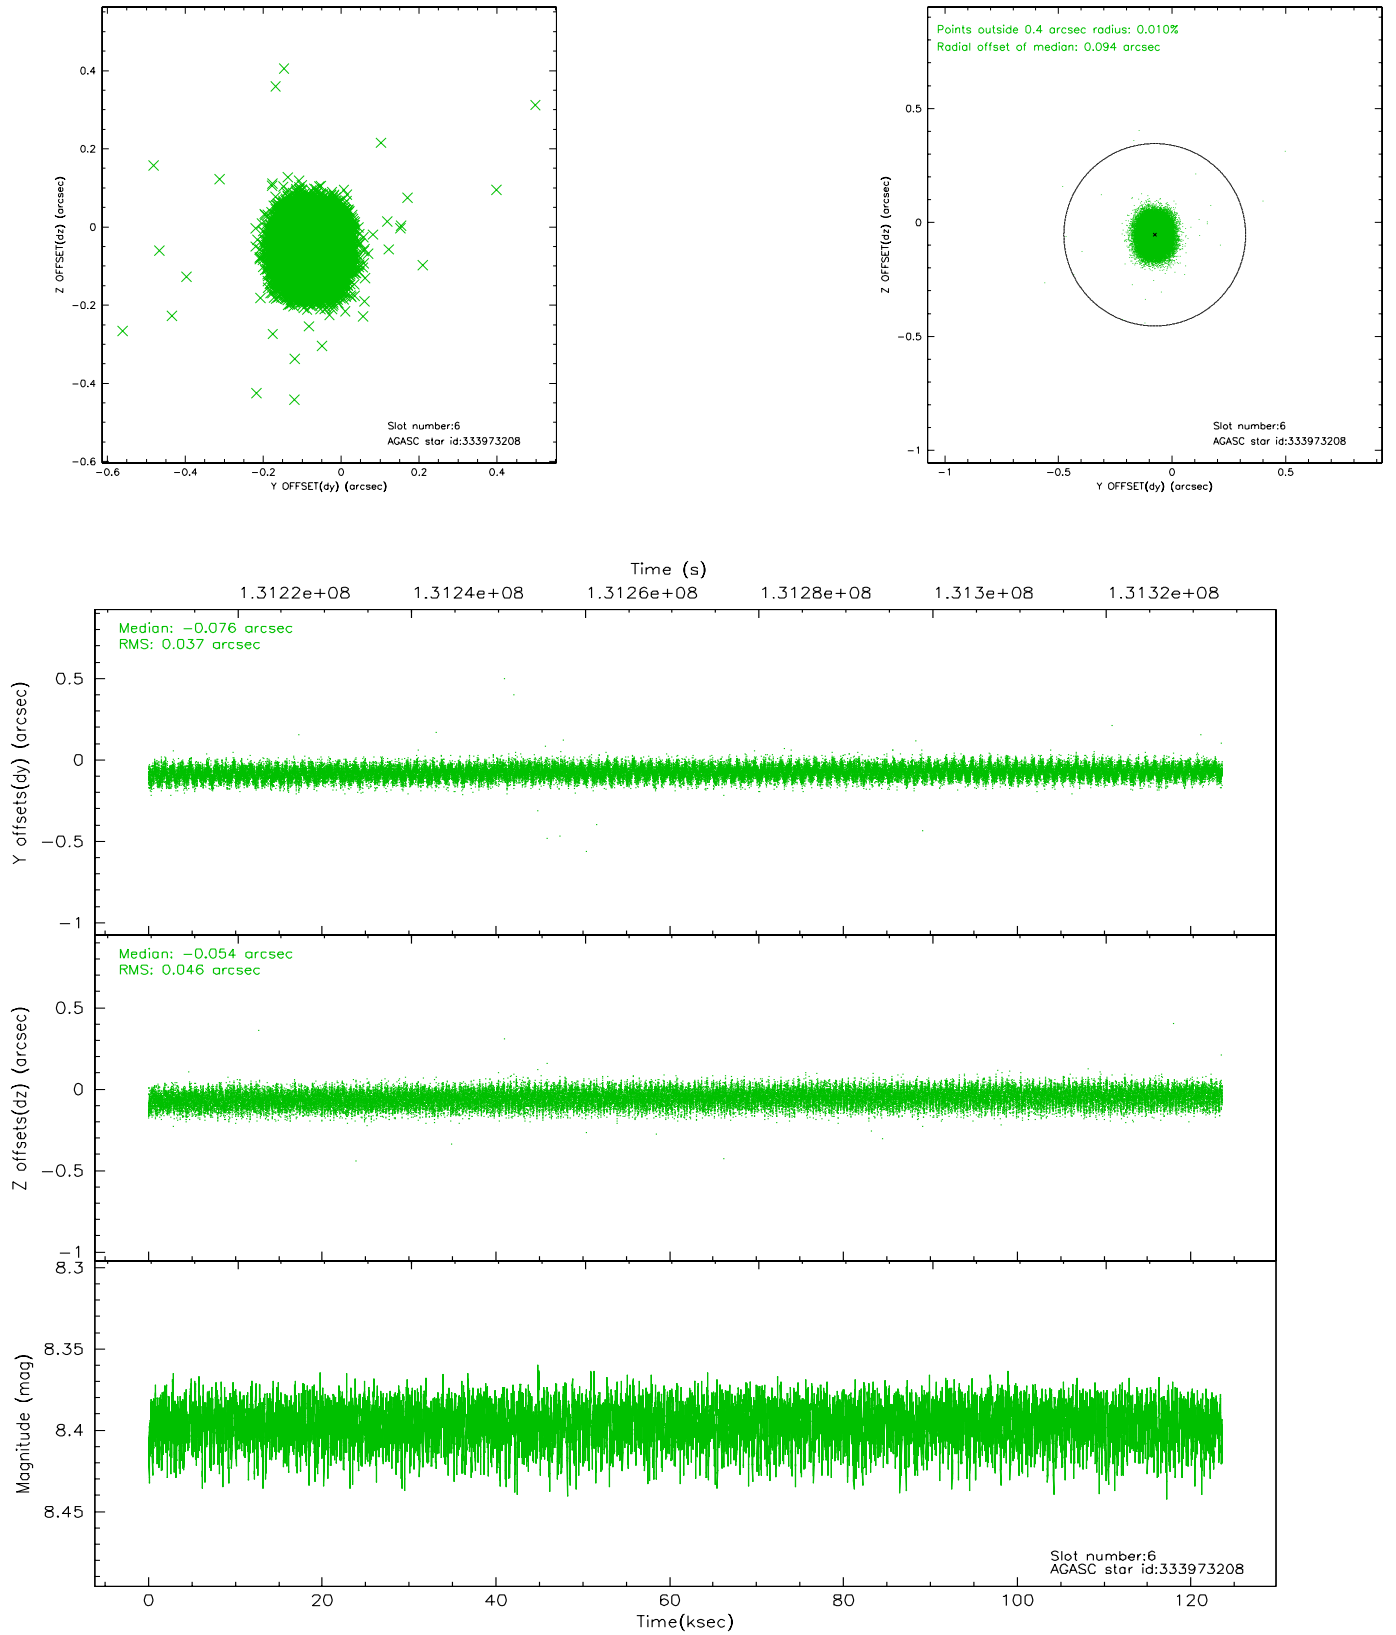 0.4
0.2
0
−0.2
−0.4
−0.6
Z OFFSET(dz) (arcsec)
Slot number:6
AGASC star id:333973208
−0.6 −0.4 −0.2 0 0.2 0.4
Y OFFSET(dy) (arcsec)
Points outside 0.4 arcsec radius: 0.010%
Radial offset of median: 0.094 arcsec
0.5
0
−0.5
−1
Z OFFSET(dz) (arcsec)
Slot number:6
AGASC star id:333973208
−1 −0.5 0 0.5
Y OFFSET(dy) (arcsec)
Time (s)
1.3122e+08 1.3124e+08 1.3126e+08 1.3128e+08 1.313e+08 1.3132e+08
Median: −0.076 arcsec
RMS: 0.037 arcsec
0.5
0
−0.5
−1
Y offsets(dy) (arcsec)
Median: −0.054 arcsec
RMS: 0.046 arcsec
0.5
0
−0.5
−1
Z offsets(dz) (arcsec)
8.3
8.35
8.4
8.45
Magnitude (mag)
Slot number:6
AGASC star id:333973208
0 20 40 60 80 100 120
Time(ksec)